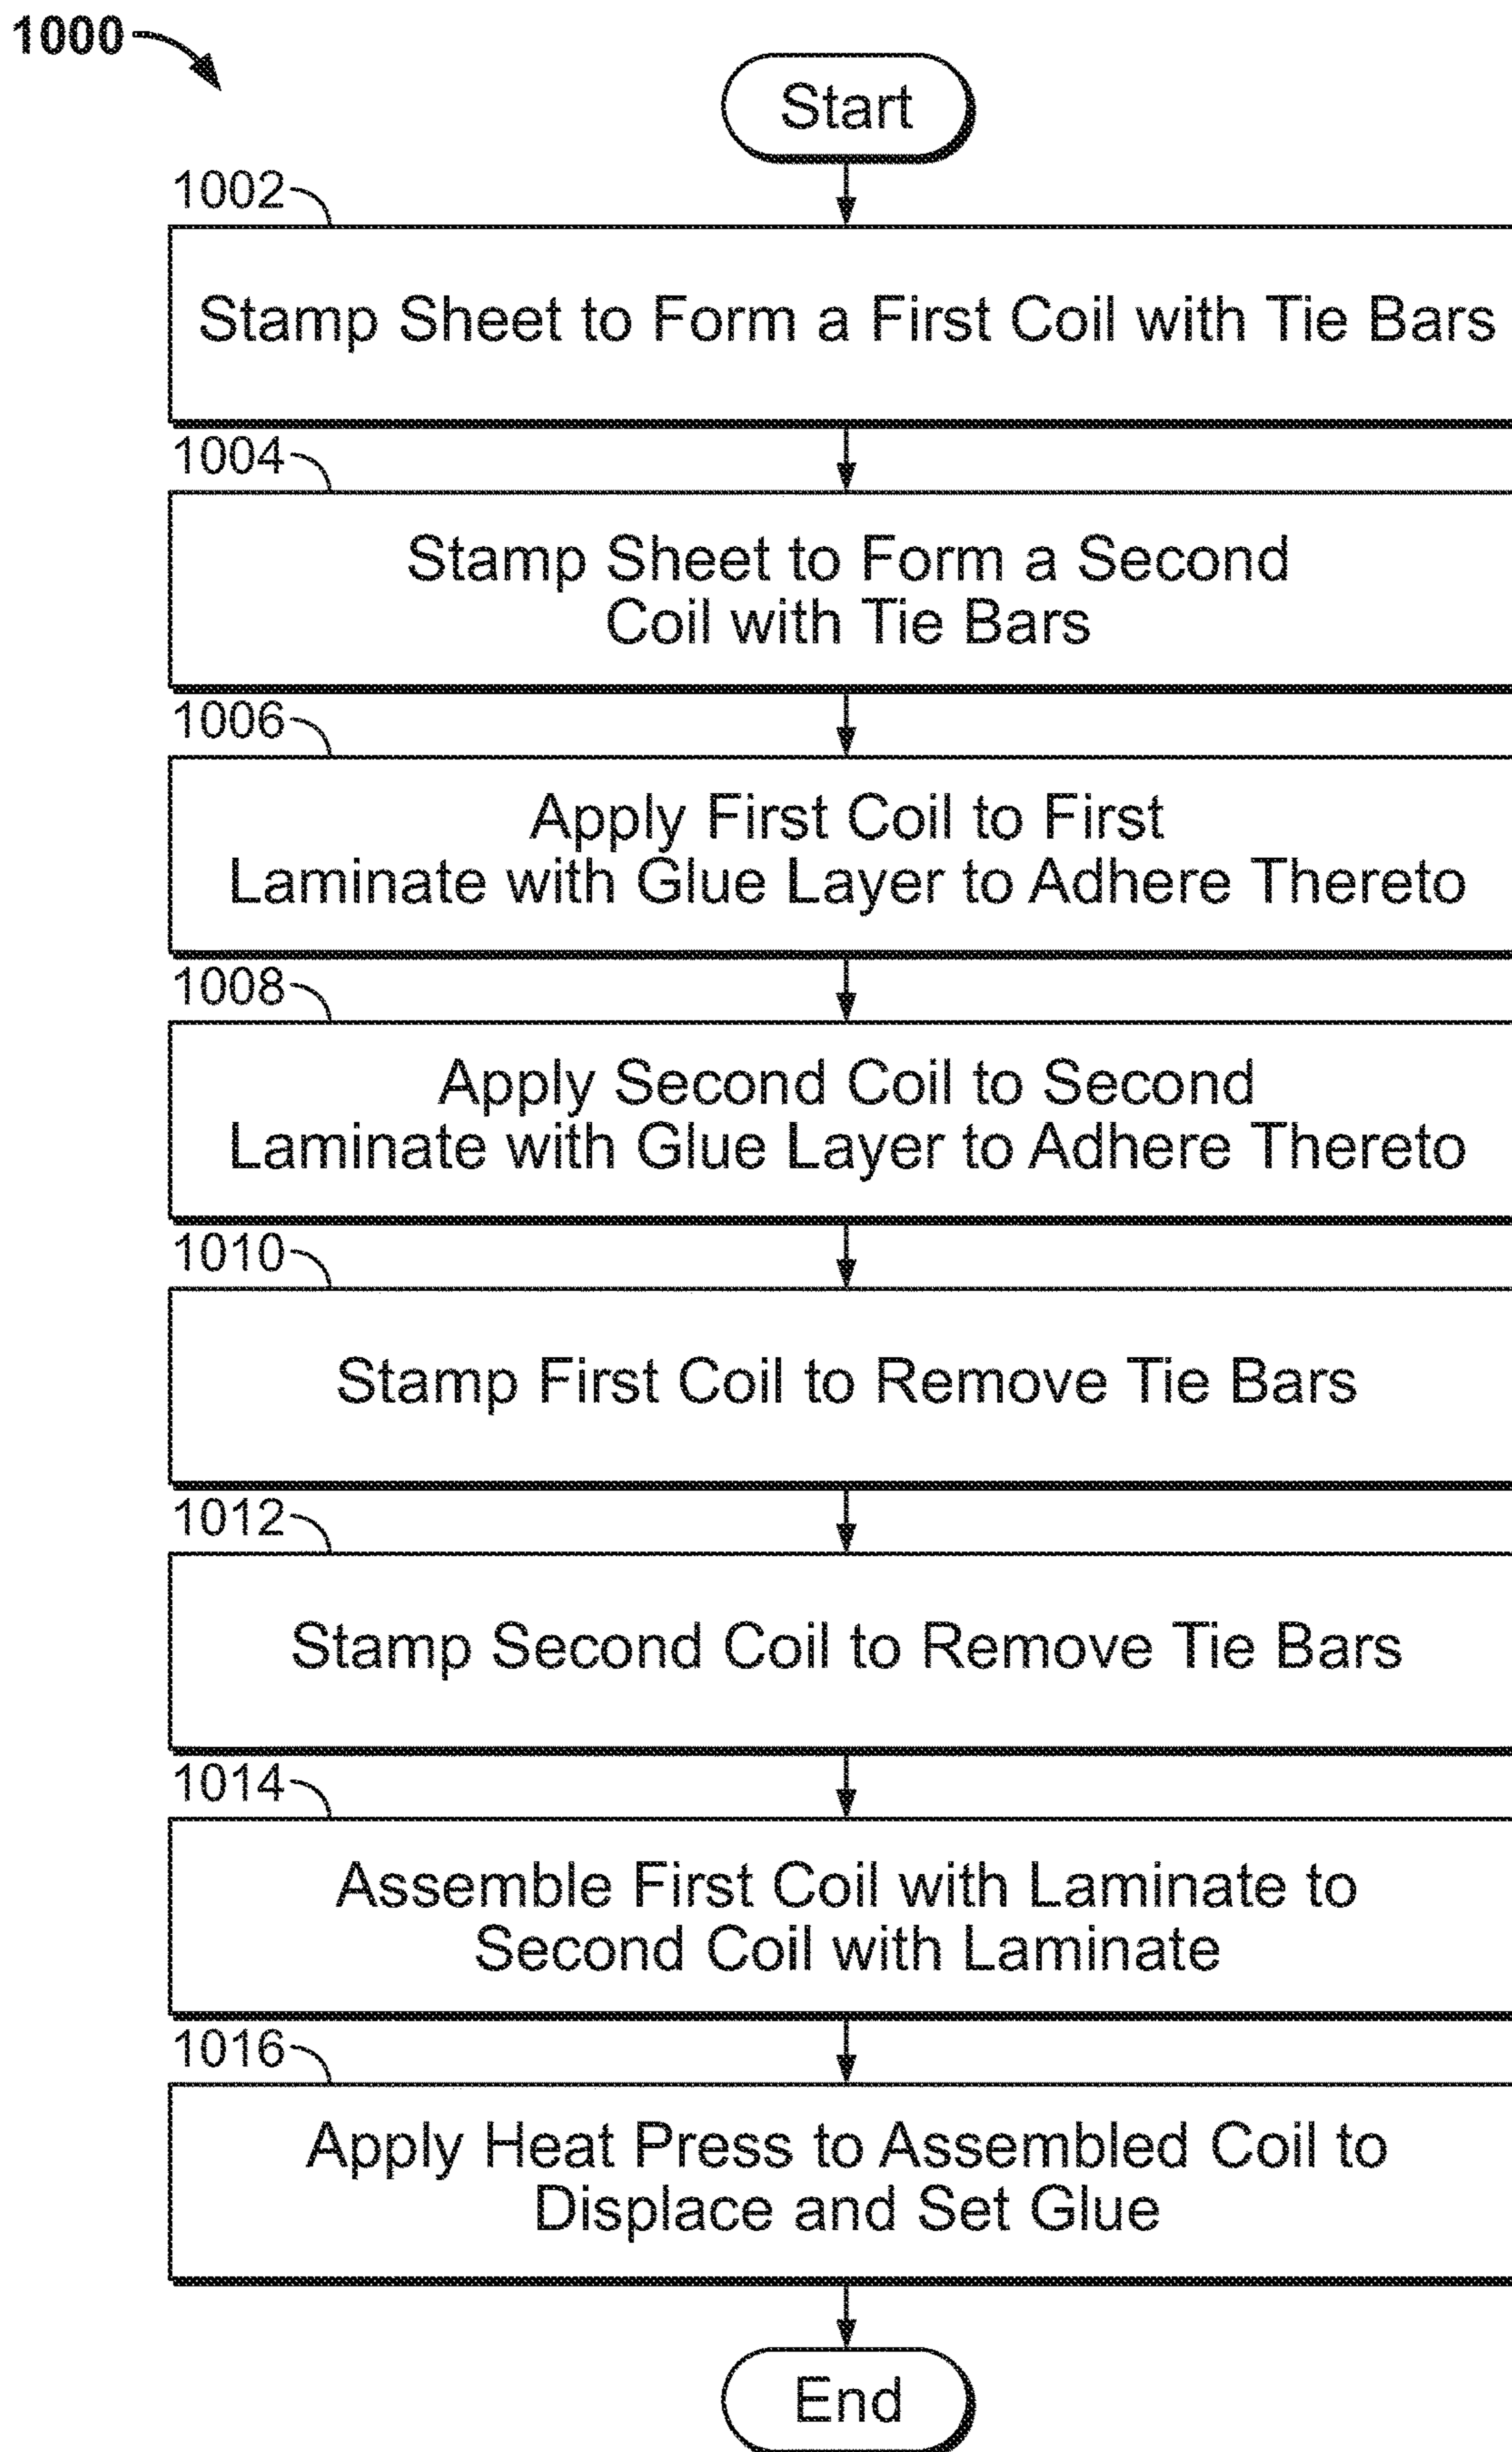 1000
Start
1002
Stamp Sheet to Form a First Coil with Tie Bars
1004
Stamp Sheet to Form a Second
Coil with Tie Bars
1006
Apply First Coil to First
Laminate with Glue Layer to Adhere Thereto
1008
Apply Second Coil to Second
Laminate with Glue Layer to Adhere Thereto
1010
Stamp First Coil to Remove Tie Bars
1012
Stamp Second Coil to Remove Tie Bars
1014
Assemble First Coil with Laminate to
Second Coil with Laminate
1016
Apply Heat Press to Assembled Coil to
Displace and Set Glue
End